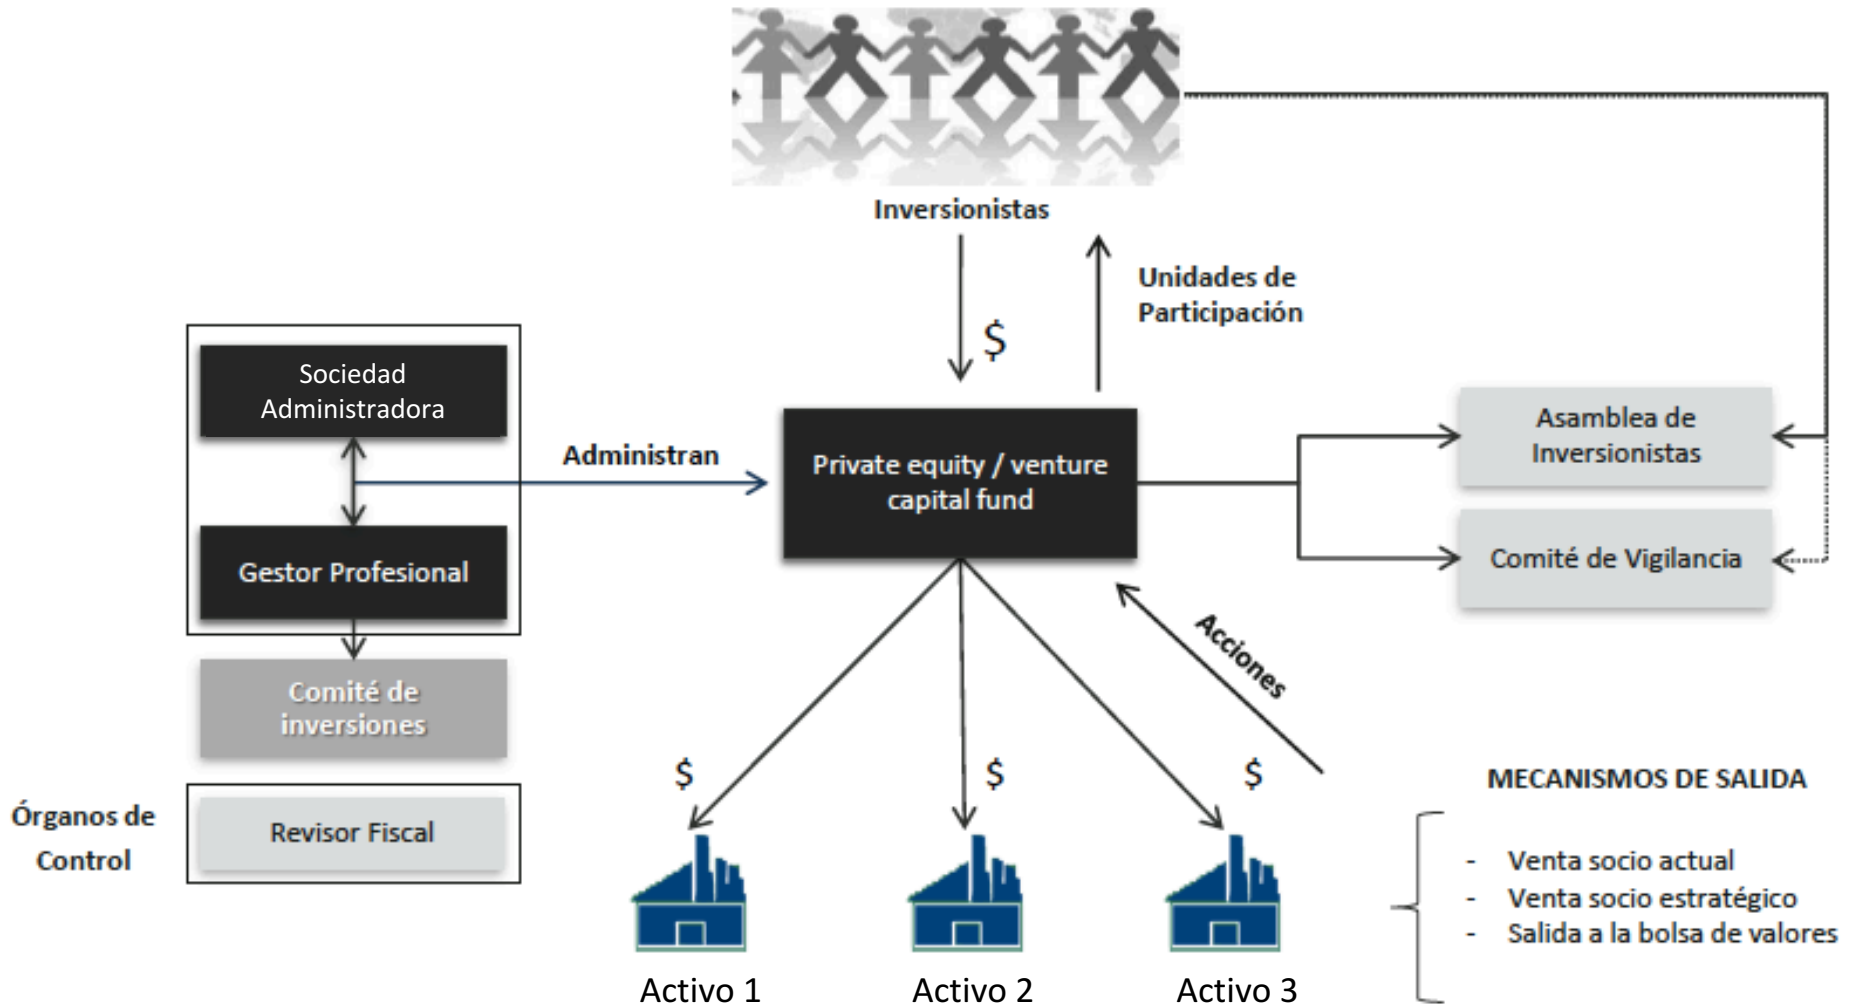 Inversionistas
$
Unidades de
Participación
Sociedad
Administradora
Administran
Gestor Profesional
Comité de
inversiones
Órganos de
Control
Revisor Fiscal
Private equity / venture
capital fund
Asamblea de
Inversionistas
Comité de Vigilancia
Acciones
$
$
$
Activo 1
Activo 2
Activo 3
MECANISMOS DE SALIDA
- Venta socio actual
- Venta socio estratégico
- Salida a la bolsa de valores